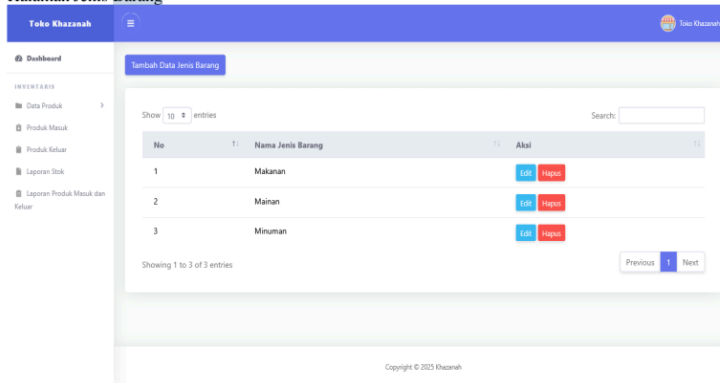 Halaman Jenis Barang
Toko Khazanah
Toko Khazanah
Dashboard
Tambah Data Jenis Barang
INVENTARIS
Data Produk
Produk Masuk
Produk Keluar
Laporan Stok
Laporan Produk Masuk dan
Keluar
Show 10 entries
Search:
No Nama Jenis Barang Aksi
1 Makanan Edit Hapus
2 Mainan Edit Hapus
3 Minuman Edit Hapus
Showing 1 to 3 of 3 entries
Previous 1 Next
Copyright © 2025 Khazanah